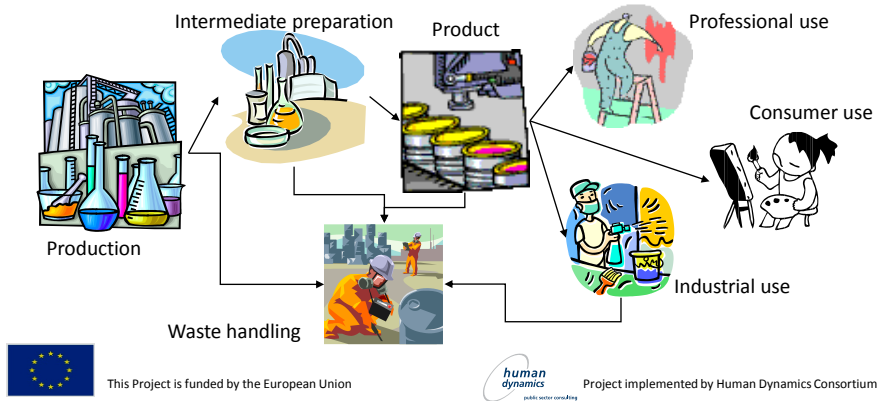 Intermediate preparation
Product
Professional use
Consumer use
Production
Industrial use
Waste handling
This Project is funded by the European Union
human
dynamics
public sector consulting
Project implemented by Human Dynamics Consortium